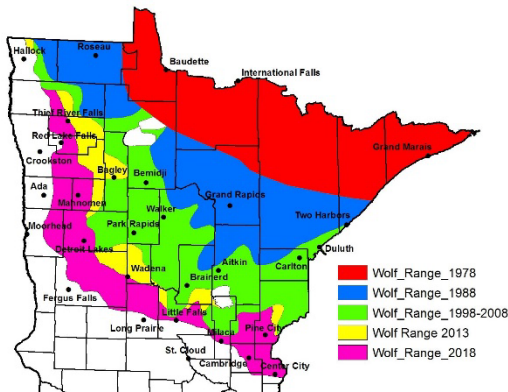 Hallock
Roseau
Baudette
International Falls
Thief River Falls
Red Lake Falls
Crookston
Grand Marais
Bagley
Bemidji
Ada
Mahnomen
Grand Rapids
Walker
Two Harbors
Park Rapids
Moorhead
Detroit Lakes
Duluth
Aitkin
Carlton
Wadena
Brainerd
Fergus Falls
Little Falls
Long Prairie
Pine City
Milaca
St. Cloud
Cambridge
Center City
Wolf_Range_1978
Wolf_Range_1988
Wolf_Range_1998-2008
Wolf Range 2013
Wolf_Range_2018